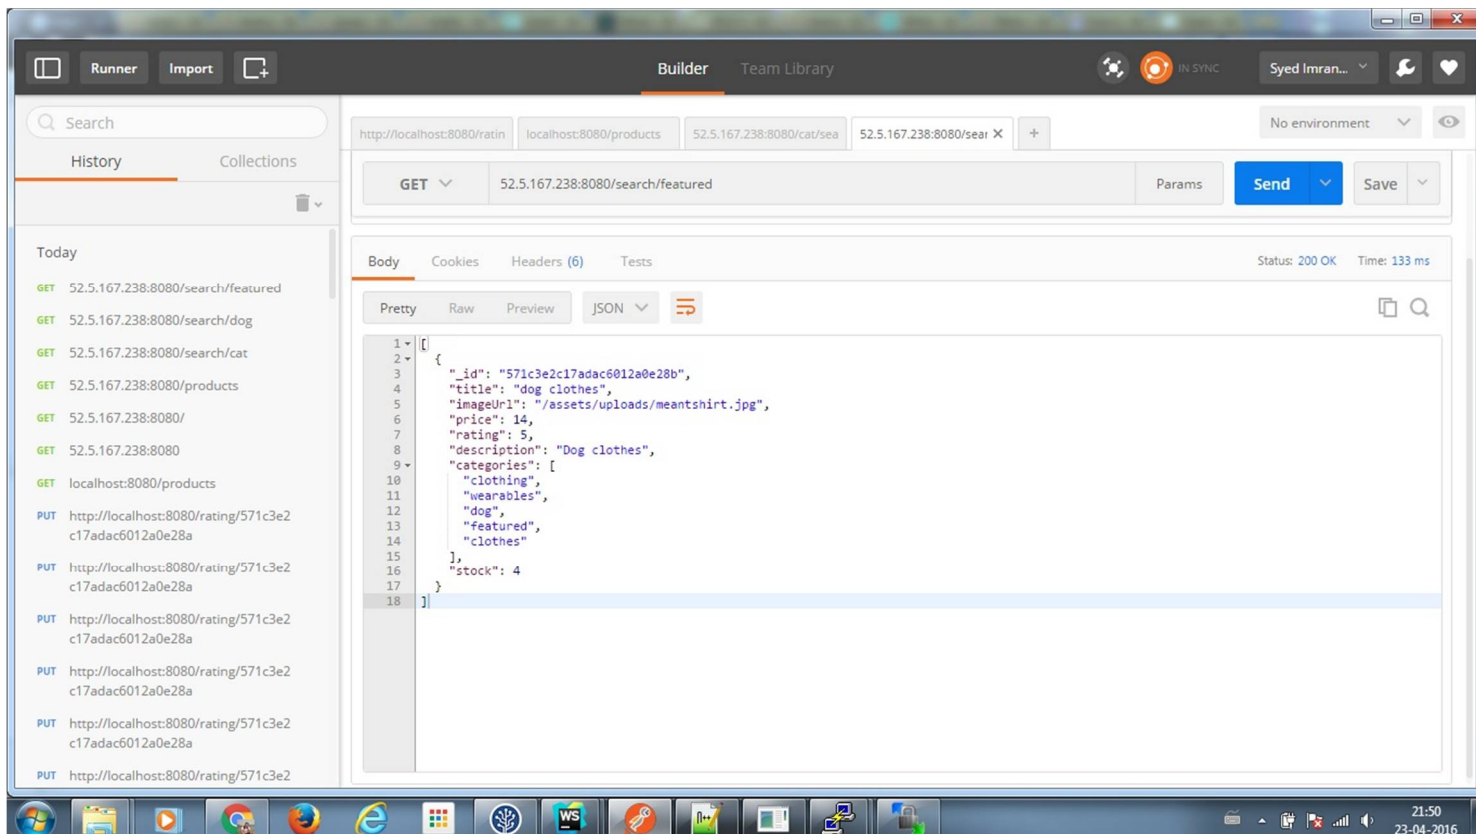 Runner Import Builder Team Library IN SYNC Syed Imran...
Search
http://localhost:8080/ratin localhost:8080/products 52.5.167.238:8080/cat/sea 52.5.167.238:8080/sear No environment
History Collections
GET 52.5.167.238:8080/search/featured Params Send Save
Today
GET 52.5.167.238:8080/search/featured
GET 52.5.167.238:8080/search/dog
GET 52.5.167.238:8080/search/cat
GET 52.5.167.238:8080/products
GET 52.5.167.238:8080/
GET 52.5.167.238:8080
GET localhost:8080/products
PUT http://localhost:8080/rating/571c3e2
c17adac6012a0e28a
PUT http://localhost:8080/rating/571c3e2
c17adac6012a0e28a
PUT http://localhost:8080/rating/571c3e2
c17adac6012a0e28a
PUT http://localhost:8080/rating/571c3e2
c17adac6012a0e28a
PUT http://localhost:8080/rating/571c3e2
c17adac6012a0e28a
PUT http://localhost:8080/rating/571c3e2
Body Cookies Headers (6) Tests Status: 200 OK Time: 133 ms
Pretty Raw Preview JSON
1 [
2 {
3 "_id": "571c3e2c17adac6012a0e28b",
4 "title": "dog clothes",
5 "imageUrl": "/assets/uploads/meantshirt.jpg",
6 "price": 14,
7 "rating": 5,
8 "description": "Dog clothes",
9 "categories": [
10 "clothing",
11 "wearables",
12 "dog",
13 "featured",
14 "clothes"
15 ],
16 "stock": 4
17 }
18 ]
WS
21:50
23-04-2016